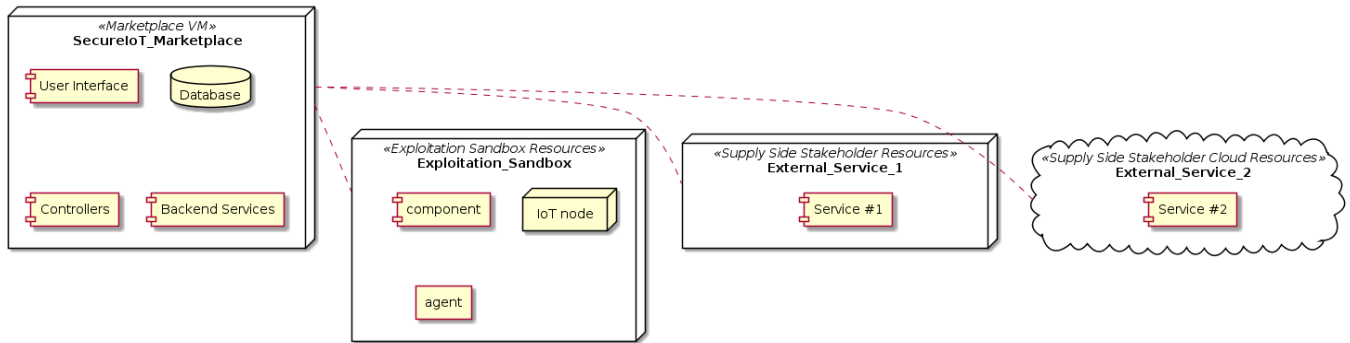 «Marketplace VM»
SecureIoT_Marketplace
User Interface
Database
Controllers
Backend Services
«Exploitation Sandbox Resources»
Exploitation_Sandbox
component
IoT node
agent
«Supply Side Stakeholder Resources»
External_Service_1
Service #1
«Supply Side Stakeholder Cloud Resources»
External_Service_2
Service #2